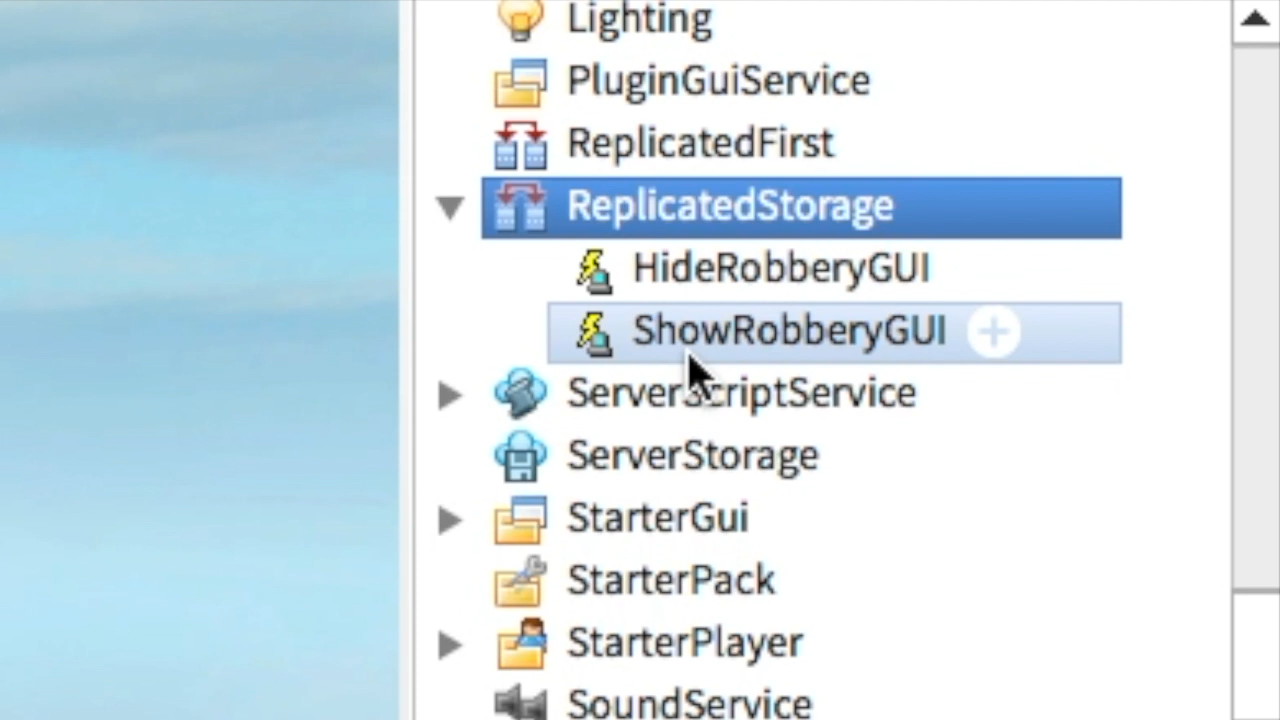 Lighting
PluginGuiService
ReplicatedFirst
ReplicatedStorage
HideRobberyGUI
ShowRobberyGUI
ServerScriptService
ServerStorage
StarterGui
StarterPack
StarterPlayer
SoundService